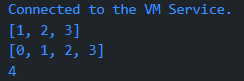 Connected to the VM Service.
[1, 2, 3]
[0, 1, 2, 3]
4